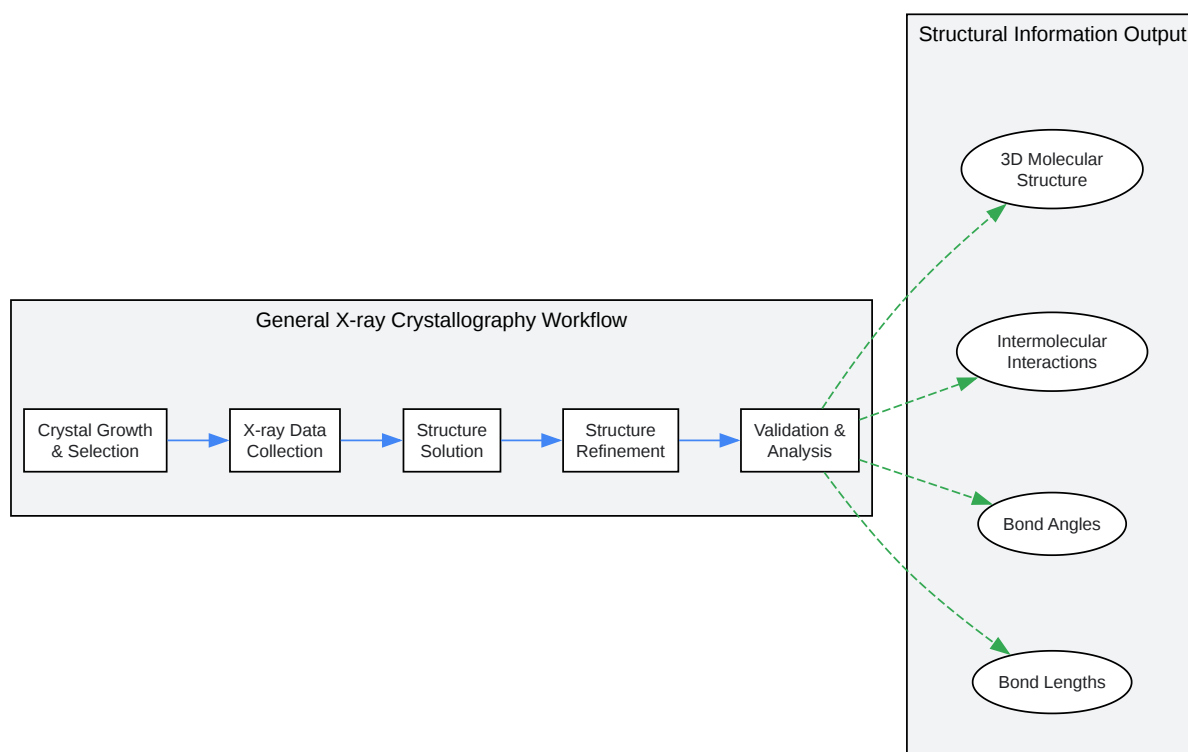 Structural Information Output
3D Molecular
Structure
General X-ray Crystallography Workflow
Intermolecular
Interactions
Crystal Growth
& Selection
X-ray Data
Collection
Structure
Solution
Structure
Refinement
Validation &
Analysis
Bond Angles
Bond Lengths